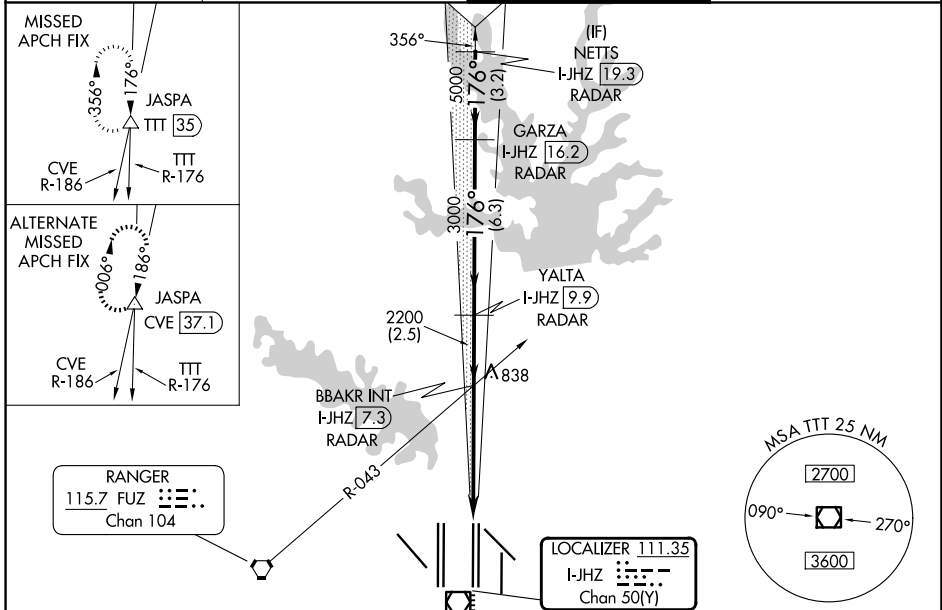 MISSED
APCH FIX
356°
176°
JASPA
TTT 35
CVE
R-186
TTT
R-176
ALTERNATE
MISSED
APCH FIX
006°
186°
JASPA
CVE 37.1
CVE
R-186
TTT
R-176
356°
(IF)
NETTS
I-JHZ 19.3
RADAR
5000
176°
(3.2)
GARZA
I-JHZ 16.2
RADAR
3000
176°
(6.3)
YALTA
I-JHZ 9.9
RADAR
2200
(2.5)
838
BBAKR INT
I-JHZ 7.3
RADAR
R-043
RANGER
115.7 FUZ
Chan 104
LOCALIZER 111.35
I-JHZ
Chan 50(Y)
MSA TTT 25 NM
2700
090°
270°
3600